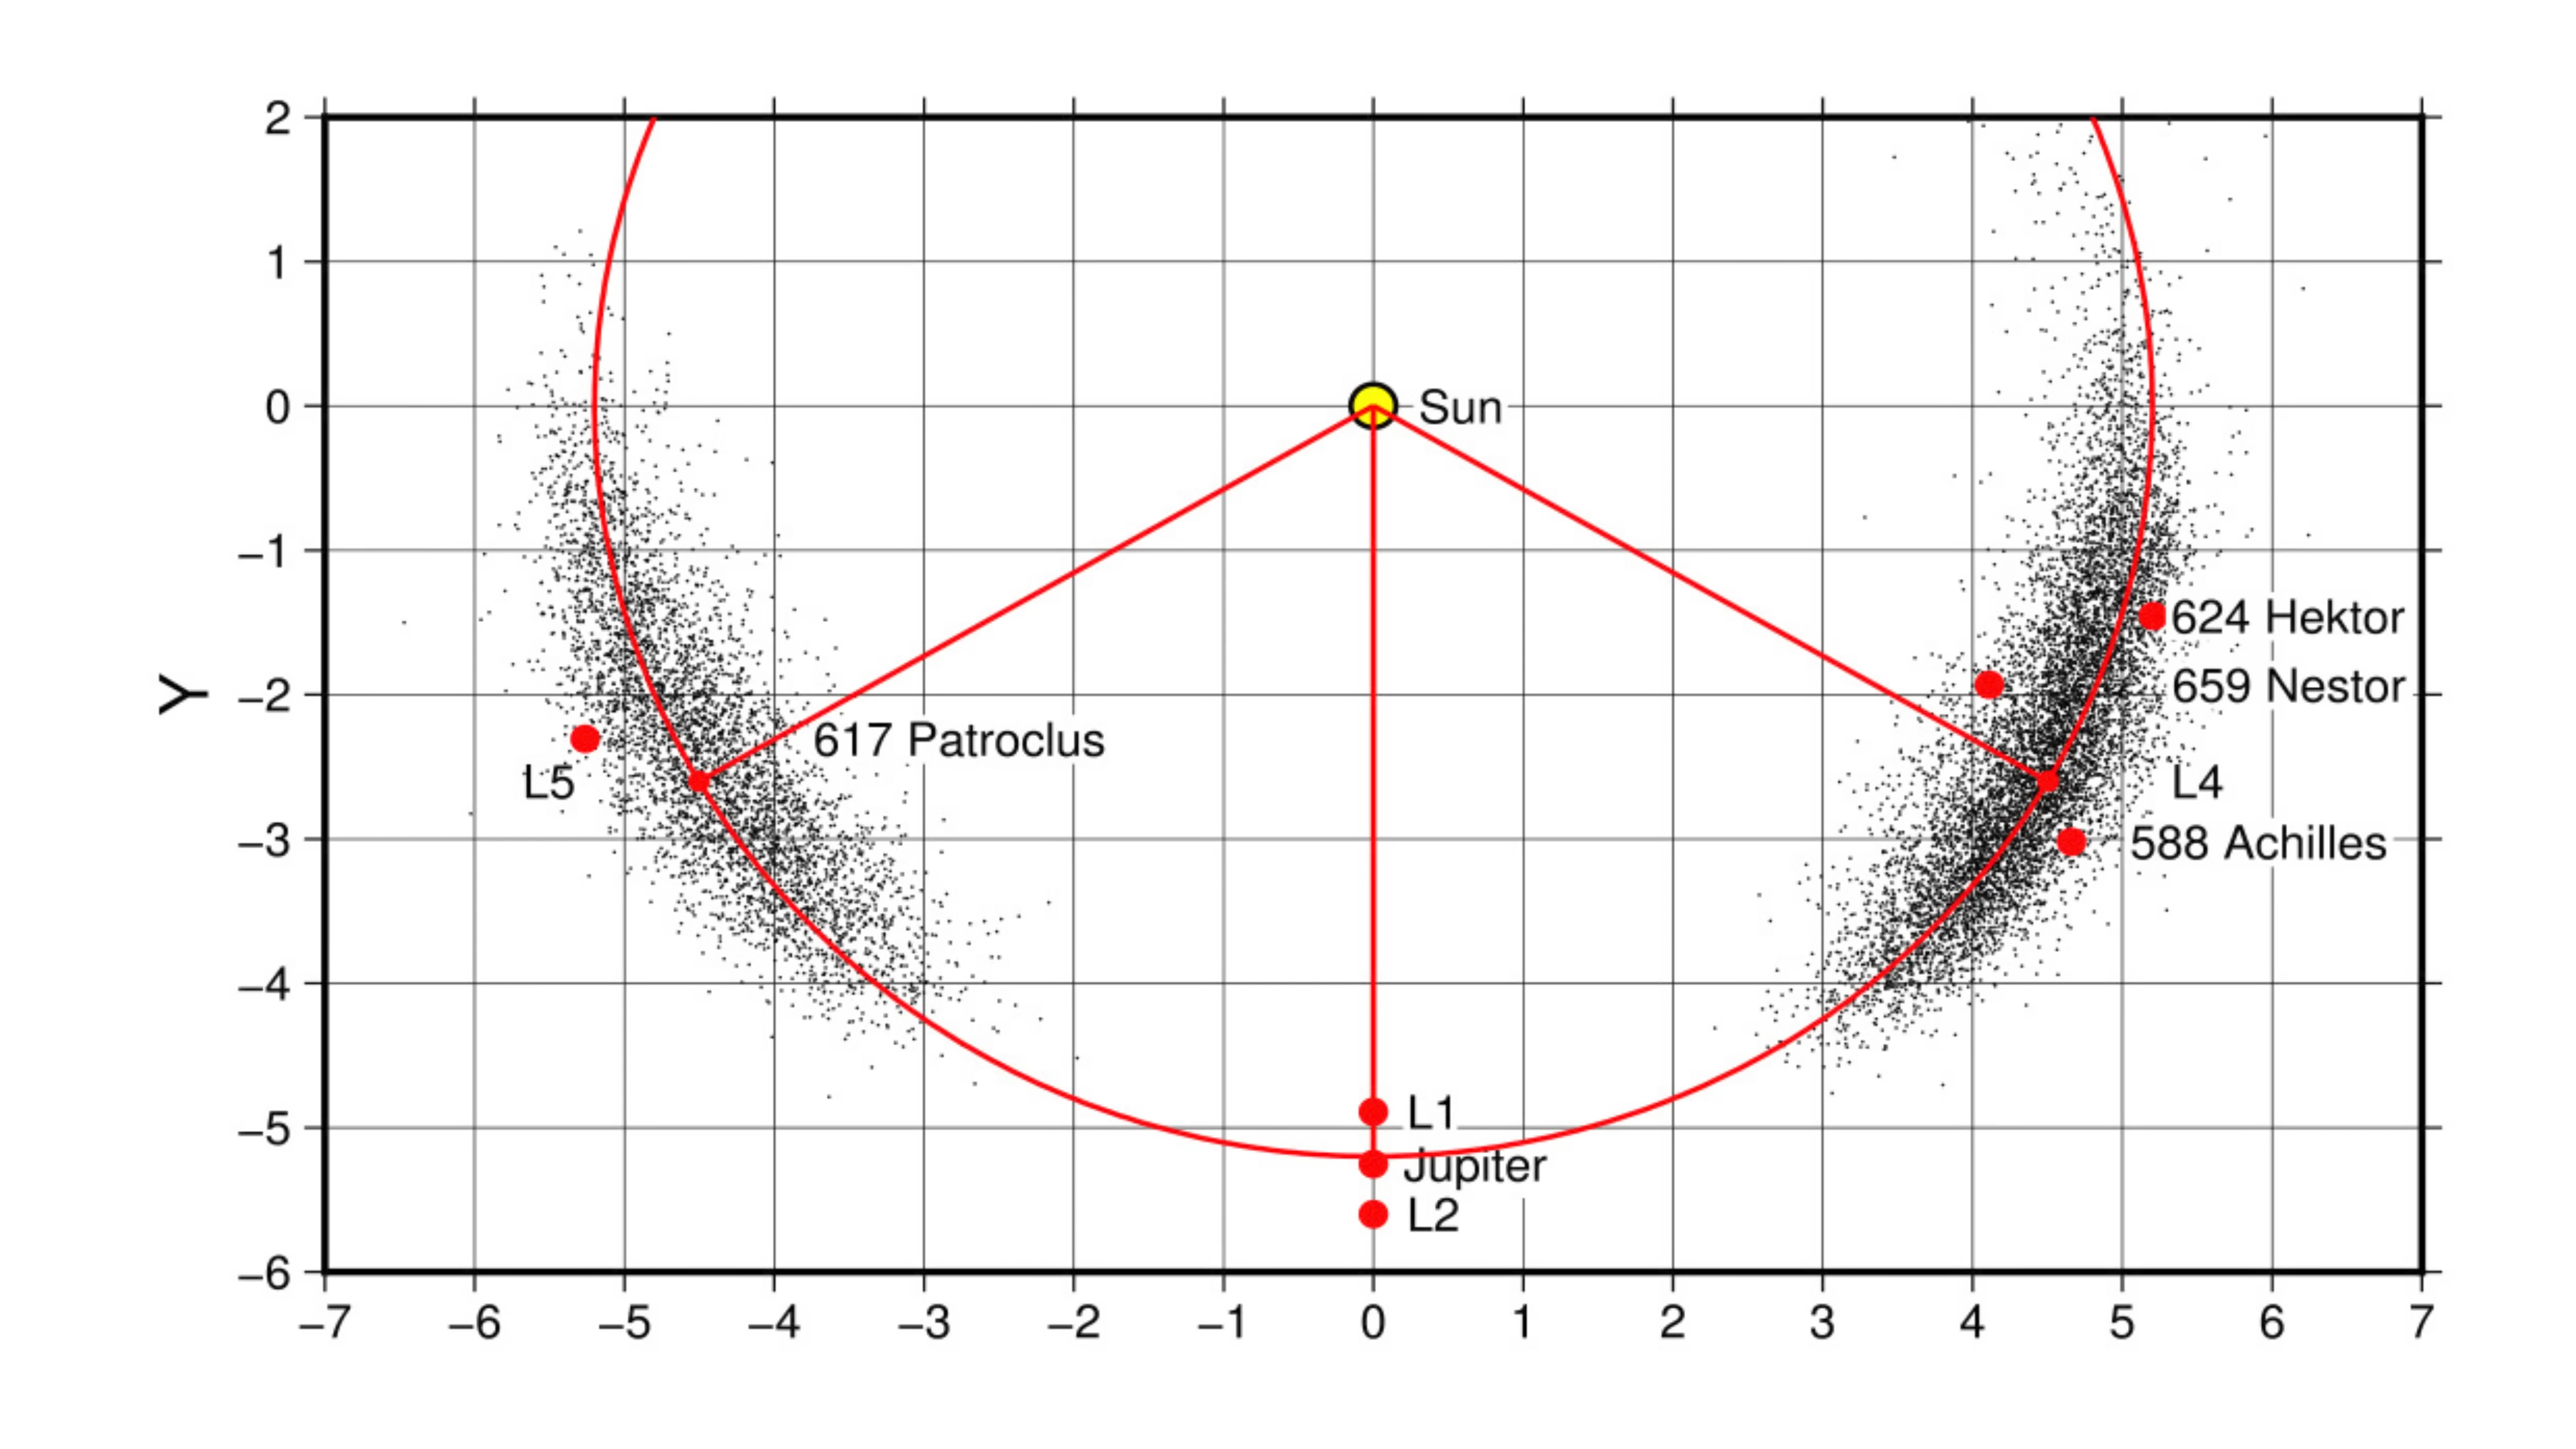 2
1
0
Sun
−1
624 Hektor
Y
−2
659 Nestor
617 Patroclus
L5
L4
−3
588 Achilles
−4
−5
L1
Jupiter
L2
−6
−7 −6 −5 −4 −3 −2 −1 0 1 2 3 4 5 6 7